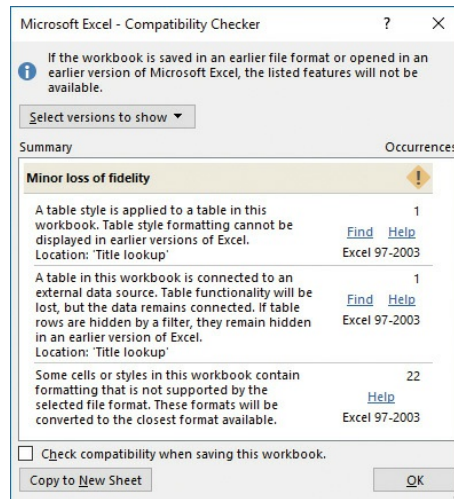 Microsoft Excel - Compatibility Checker
?
If the workbook is saved in an earlier file format or opened in an
earlier version of Microsoft Excel, the listed features will not be
available.
Select versions to show
Summary
Occurrences
Minor loss of fidelity
A table style is applied to a table in this
1
workbook. Table style formatting cannot be
displayed in earlier versions of Excel.
Find Help
Location: 'Title lookup'
Excel 97-2003
A table in this workbook is connected to an
1
external data source. Table functionality will be
lost, but the data remains connected. If table
Find Help
rows are hidden by a filter, they remain hidden
Excel 97-2003
in an earlier version of Excel.
Location: 'Title lookup'
Some cells or styles in this workbook contain
22
formatting that is not supported by the
selected file format. These formats will be
Help
converted to the closest format available.
Excel 97-2003
Check compatibility when saving this workbook.
Copy to New Sheet
OK